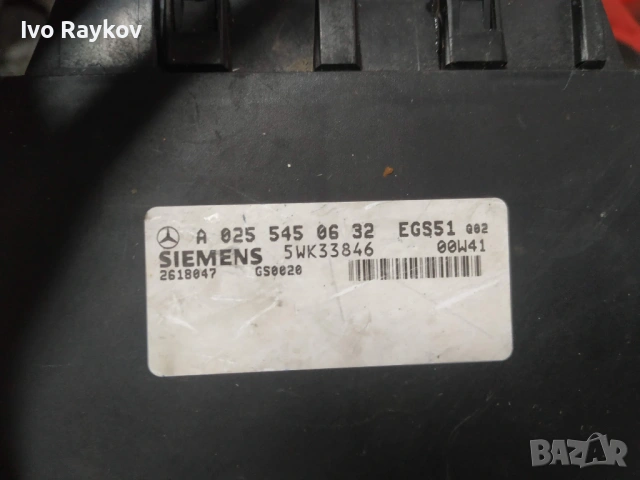 Ivo Raykov
A 025 545 06 32 EGS51 Q02
SIEMENS 5WK33846 00W41
2618047 GS0020
BAZAR